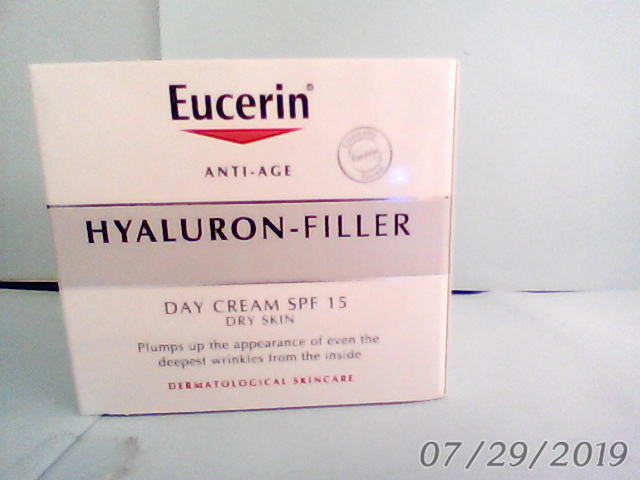 Eucerin®
Eucerin
ANTI-AGE
HYALURON-FILLER
DAY CREAM SPF 15
DRY SKIN
Plumps up the appearance of even the
deepest wrinkles from the inside
DERMATOLOGICAL SKINCARE
07/29/2019